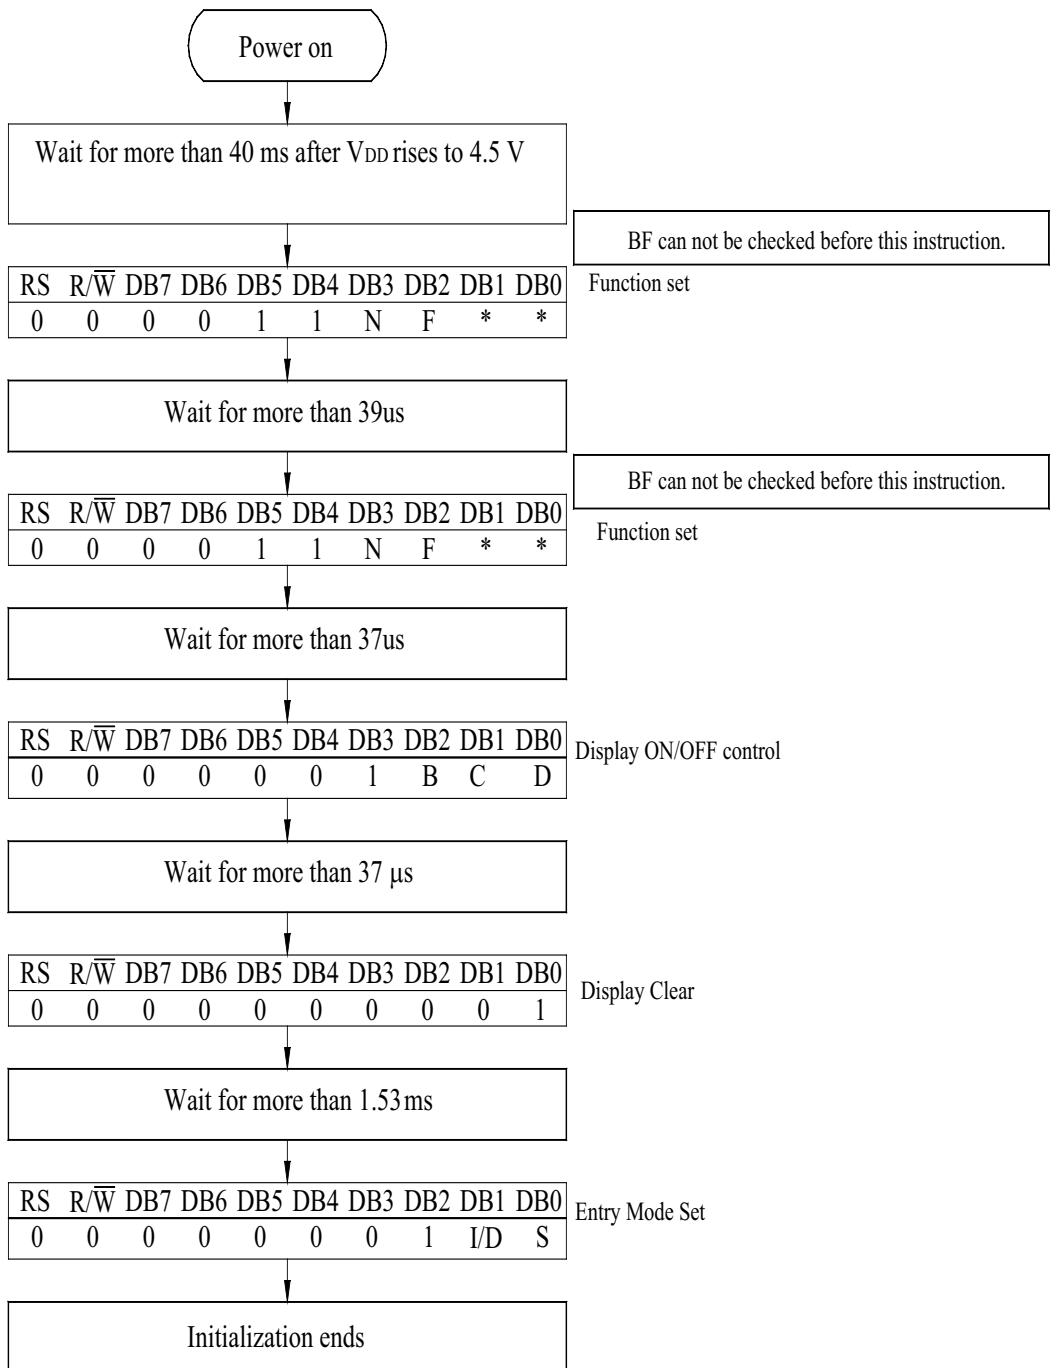 Power on
Wait for more than 40 ms after VDD rises to 4.5 V
BF can not be checked before this instruction.
RS R/W̅ DB7 DB6 DB5 DB4 DB3 DB2 DB1 DB0
Function set
0 0 0 0 1 1 N F * *
Wait for more than 39us
BF can not be checked before this instruction.
RS R/W̅ DB7 DB6 DB5 DB4 DB3 DB2 DB1 DB0
Function set
0 0 0 0 1 1 N F * *
Wait for more than 37us
RS R/W̅ DB7 DB6 DB5 DB4 DB3 DB2 DB1 DB0
Display ON/OFF control
0 0 0 0 0 0 1 B C D
Wait for more than 37 μs
RS R/W̅ DB7 DB6 DB5 DB4 DB3 DB2 DB1 DB0
Display Clear
0 0 0 0 0 0 0 0 0 1
Wait for more than 1.53ms
RS R/W̅ DB7 DB6 DB5 DB4 DB3 DB2 DB1 DB0
Entry Mode Set
0 0 0 0 0 0 0 1 I/D S
Initialization ends